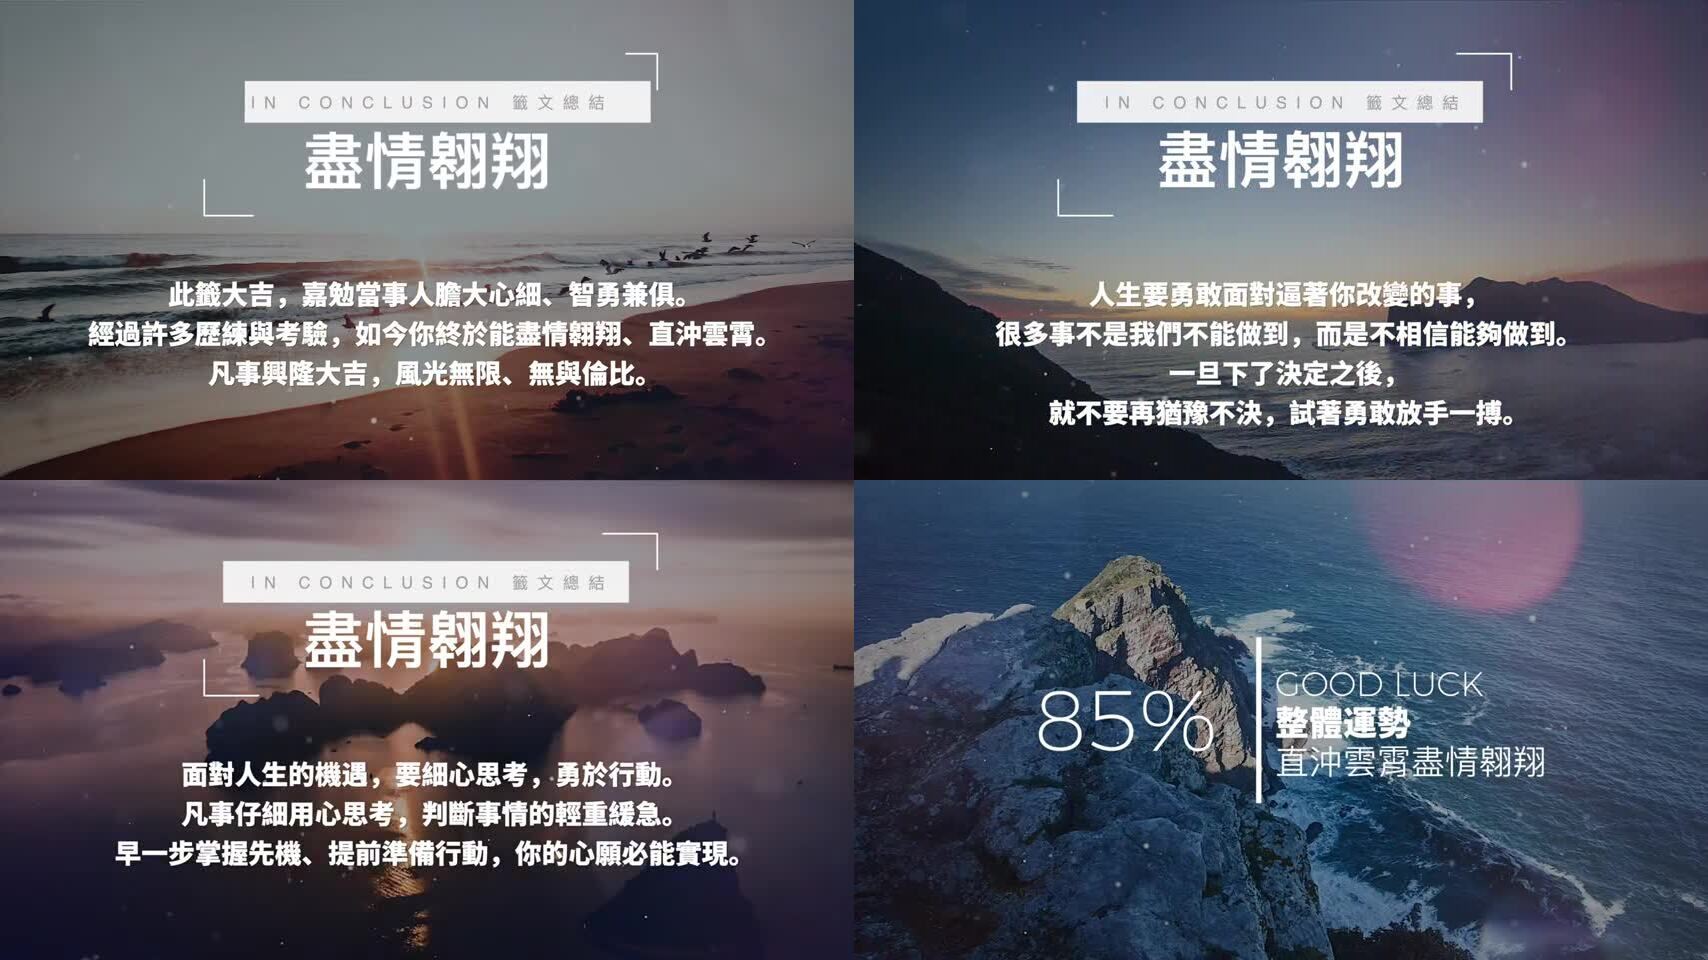 IN CONCLUSION 籤文總結
盡情翱翔
此籤大吉，嘉勉當事人膽大心細、智勇兼俱。
經過許多歷練與考驗，如今你終於能盡情翱翔、直沖雲霄。
凡事興隆大吉，風光無限、無與倫比。
IN CONCLUSION 籤文總結
盡情翱翔
人生要勇敢面對逼著你改變的事，
很多事不是我們不能做到，而是不相信能夠做到。
一旦下了決定之後，
就不要再猶豫不決，試著勇敢放手一搏。
IN CONCLUSION 籤文總結
盡情翱翔
面對人生的機遇，要細心思考，勇於行動。
凡事仔細用心思考，判斷事情的輕重緩急。
早一步掌握先機、提前準備行動，你的心願必能實現。
85%
GOOD LUCK
整體運勢
直沖雲霄盡情翱翔